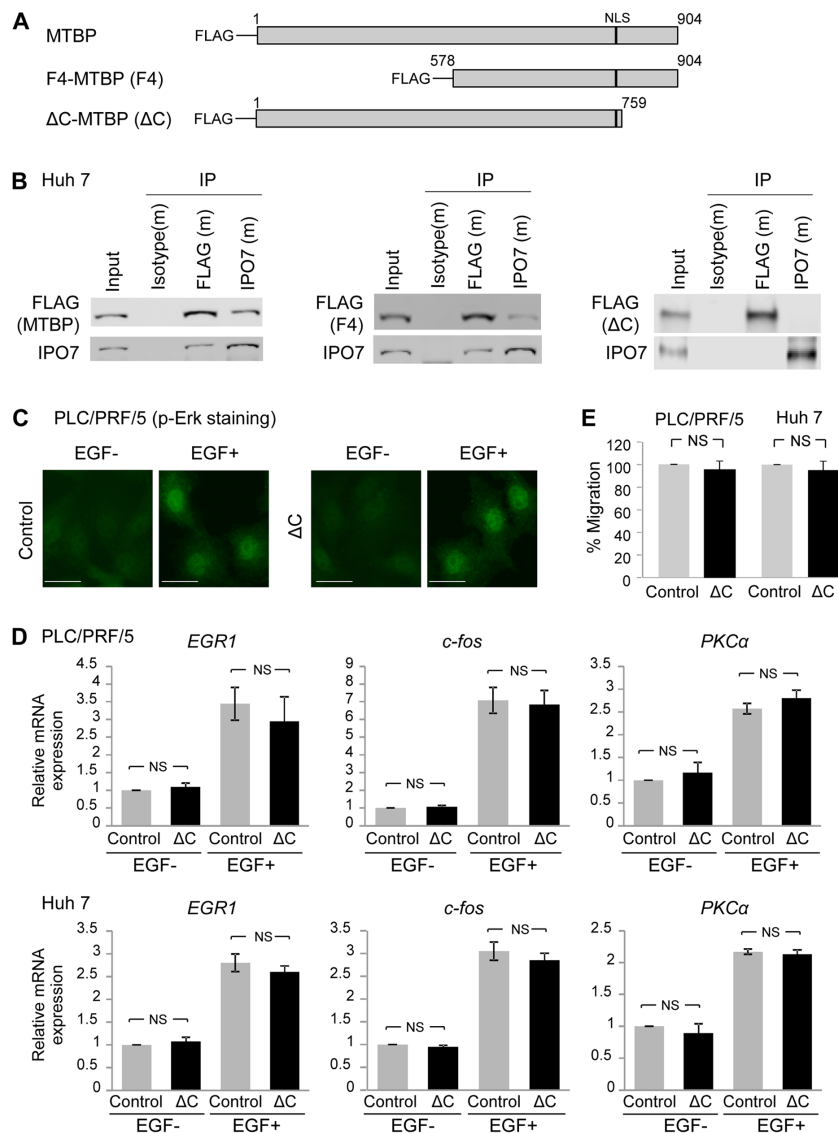 A
MTBP
FLAG
1
NLS
904
F4-MTBP (F4)
FLAG
578
904
ΔC-MTBP (ΔC)
FLAG
1
759
B
Huh 7
IP
Input
Isotype(m)
FLAG (m)
IPO7 (m)
FLAG
(MTBP)
IPO7
IP
Input
Isotype(m)
FLAG (m)
IPO7 (m)
FLAG
(F4)
IPO7
IP
Input
Isotype(m)
FLAG (m)
IPO7 (m)
FLAG
(ΔC)
IPO7
C
PLC/PRF/5 (p-Erk staining)
EGF-
EGF+
EGF-
EGF+
Control
ΔC
E
PLC/PRF/5
Huh 7
NS
NS
% Migration
120
100
80
60
40
20
0
Control
ΔC
Control
ΔC
D
PLC/PRF/5
EGR1
Relative mRNA
expression
4.5
4
3.5
3
2.5
2
1.5
1
0.5
0
NS
NS
Control
ΔC
Control
ΔC
EGF-
EGF+
c-fos
9
8
7
6
5
4
3
2
1
0
NS
NS
Control
ΔC
Control
ΔC
EGF-
EGF+
PKCα
3.5
3
2.5
2
1.5
1
0.5
0
NS
NS
Control
ΔC
Control
ΔC
EGF-
EGF+
Huh 7
EGR1
Relative mRNA
expression
3.5
3
2.5
2
1.5
1
0.5
0
NS
NS
Control
ΔC
Control
ΔC
EGF-
EGF+
c-fos
3.5
3
2.5
2
1.5
1
0.5
0
NS
NS
Control
ΔC
Control
ΔC
EGF-
EGF+
PKCα
2.5
2
1.5
1
0.5
0
NS
NS
Control
ΔC
Control
ΔC
EGF-
EGF+